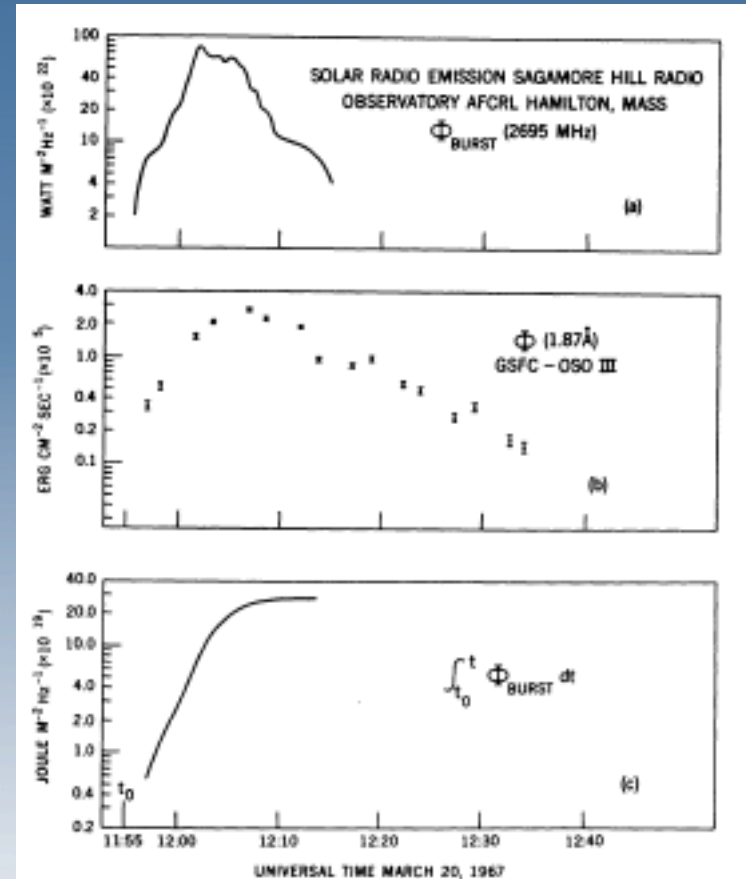 100
40
20
10
4
2
WATT M⁻² Hz⁻¹ (×10 22)
SOLAR RADIO EMISSION SAGAMORE HILL RADIO
OBSERVATORY AFCRL HAMILTON, MASS
Φ BURST (2695 MHz)
(a)
4.0
2.0
1.0
0.4
0.2
0.1
ERG CM⁻² SEC⁻¹ (×10 5)
Φ (1.87Å)
GSFC – OSO III
(b)
40.0
20.0
10.0
4.0
2.0
1.0
0.4
0.2
JOULE M⁻² Hz⁻¹ (×10 19)
t₀
∫ t t₀ Φ BURST dt
(c)
11:55 12:00 12:10 12:20 12:30 12:40
UNIVERSAL TIME MARCH 20, 1967